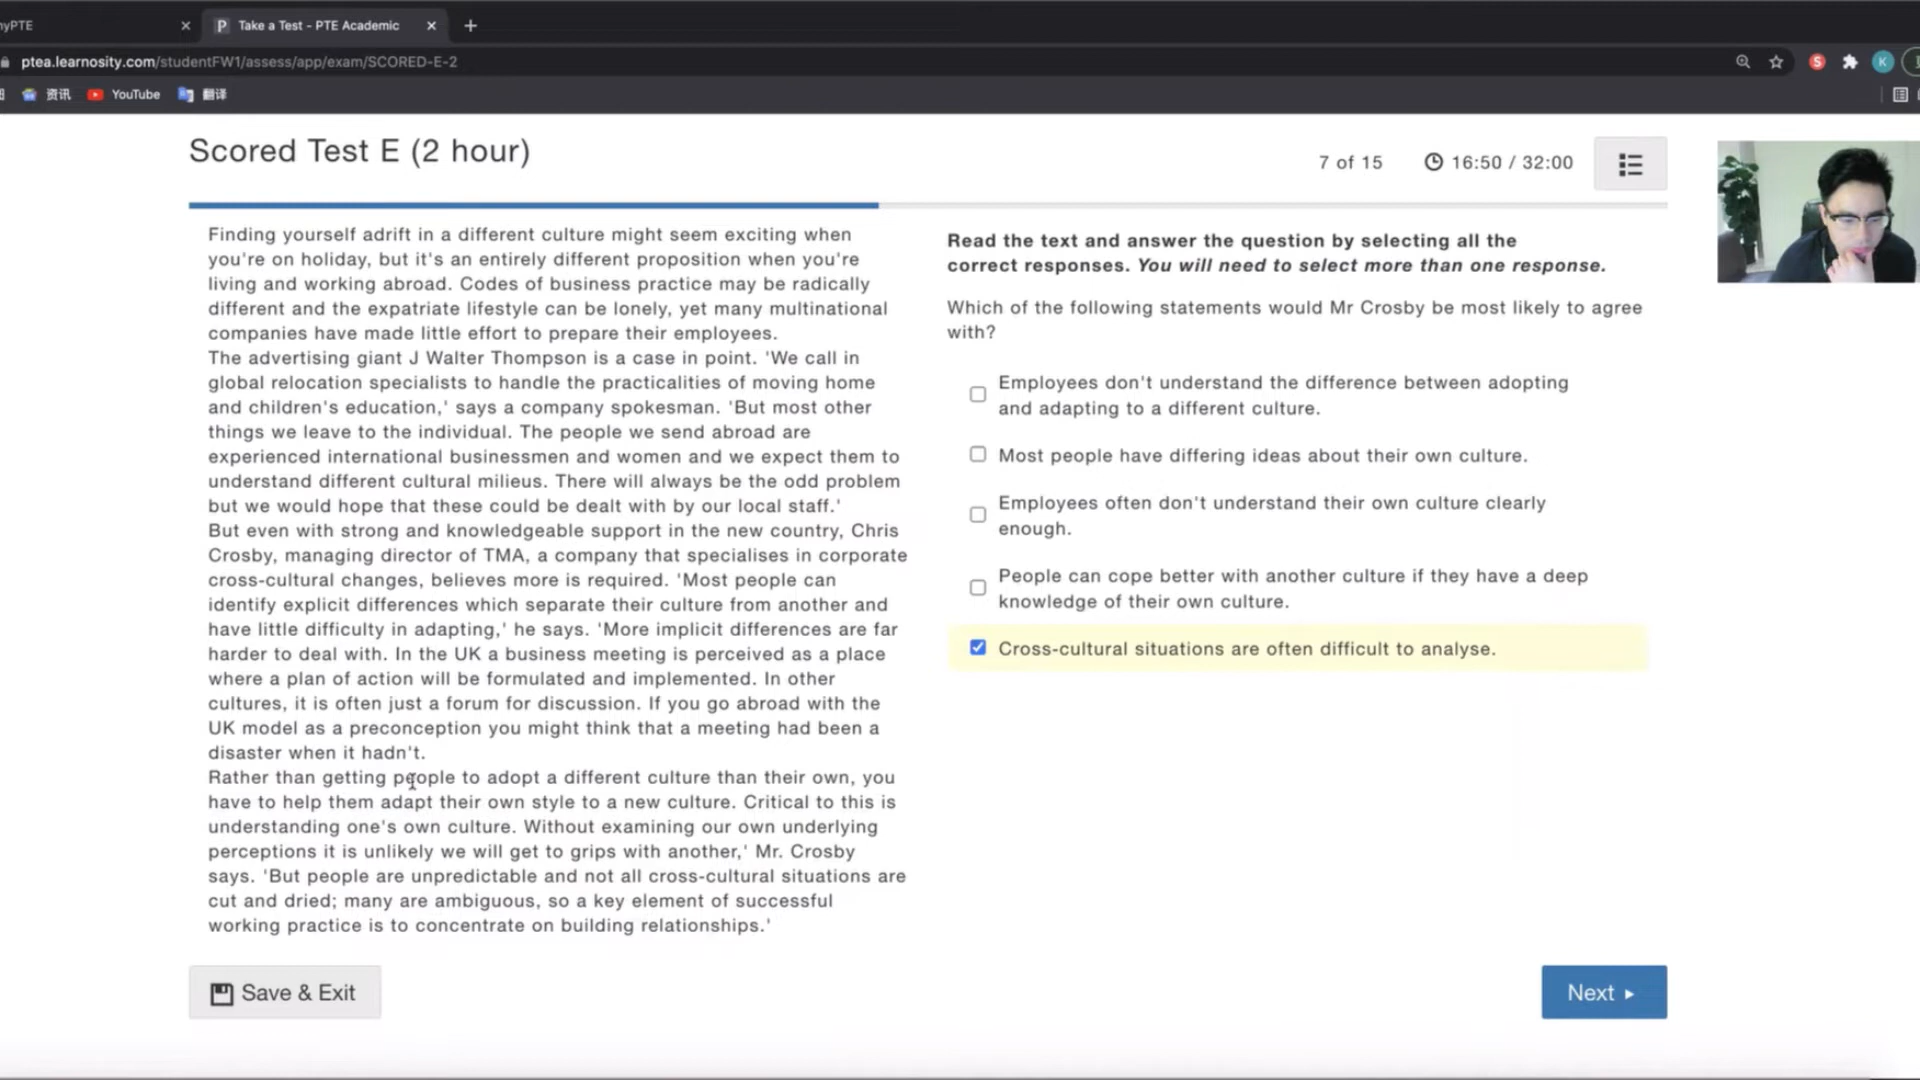 nyPTE
Take a Test - PTE Academic
ptea.learnosity.com/studentFW1/assess/app/exam/SCORED-E-2
S
K
资讯
YouTube
翻译
Scored Test E (2 hour)
7 of 15
16:50 / 32:00
Finding yourself adrift in a different culture might seem exciting when
you're on holiday, but it's an entirely different proposition when you're
living and working abroad. Codes of business practice may be radically
different and the expatriate lifestyle can be lonely, yet many multinational
companies have made little effort to prepare their employees.
The advertising giant J Walter Thompson is a case in point. 'We call in
global relocation specialists to handle the practicalities of moving home
and children's education,' says a company spokesman. 'But most other
things we leave to the individual. The people we send abroad are
experienced international businessmen and women and we expect them to
understand different cultural milieus. There will always be the odd problem
but we would hope that these could be dealt with by our local staff.'
But even with strong and knowledgeable support in the new country, Chris
Crosby, managing director of TMA, a company that specialises in corporate
cross-cultural changes, believes more is required. 'Most people can
identify explicit differences which separate their culture from another and
have little difficulty in adapting,' he says. 'More implicit differences are far
harder to deal with. In the UK a business meeting is perceived as a place
where a plan of action will be formulated and implemented. In other
cultures, it is often just a forum for discussion. If you go abroad with the
UK model as a preconception you might think that a meeting had been a
disaster when it hadn't.
Rather than getting people to adopt a different culture than their own, you
have to help them adapt their own style to a new culture. Critical to this is
understanding one's own culture. Without examining our own underlying
perceptions it is unlikely we will get to grips with another,' Mr. Crosby
says. 'But people are unpredictable and not all cross-cultural situations are
cut and dried; many are ambiguous, so a key element of successful
working practice is to concentrate on building relationships.'
Read the text and answer the question by selecting all the
correct responses. You will need to select more than one response.
Which of the following statements would Mr Crosby be most likely to agree
with?
Employees don't understand the difference between adopting
and adapting to a different culture.
Most people have differing ideas about their own culture.
Employees often don't understand their own culture clearly
enough.
People can cope better with another culture if they have a deep
knowledge of their own culture.
Cross-cultural situations are often difficult to analyse.
Save & Exit
Next